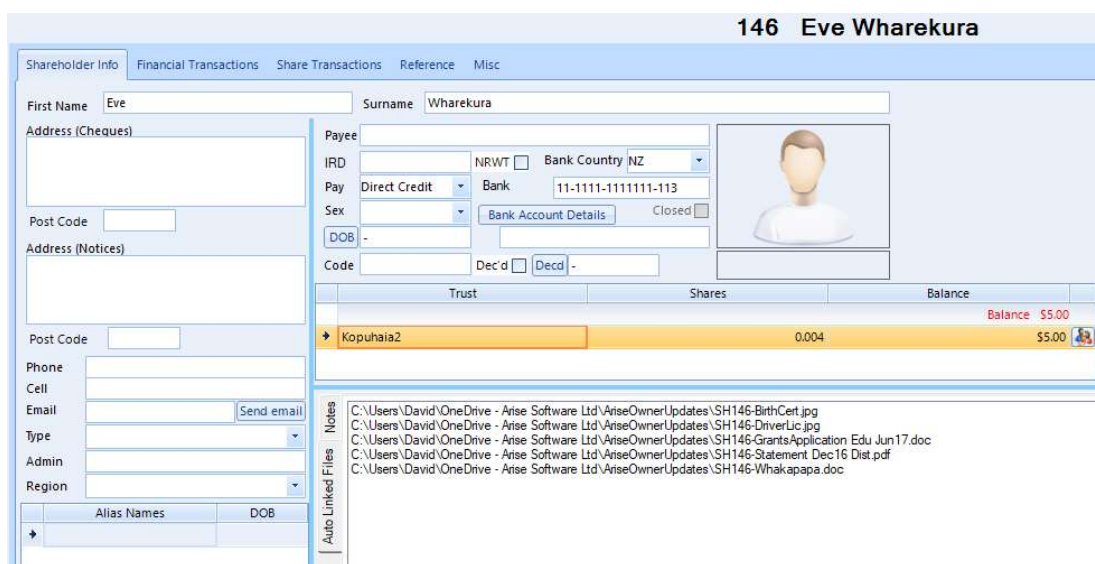 146 Eve Wharekura
Shareholder Info Financial Transactions Share Transactions Reference Misc
First Name Eve Surname Wharekura
Address (Cheques)
Post Code
Address (Notices)
Post Code
Phone
Cell
Email Send email
Type
Admin
Region
Alias Names DOB
Payee
IRD NRWT Bank Country NZ
Pay Direct Credit Bank 11-1111-1111111-113
Sex Bank Account Details Closed
DOB -
Code Dec'd Decd -
Trust Shares Balance
Balance $5.00
Kopuhaia2 0.004 $5.00
Notes
Auto Linked Files
C:\Users\David\OneDrive - Arise Software Ltd\AriseOwnerUpdates\SH146-BirthCert.jpg
C:\Users\David\OneDrive - Arise Software Ltd\AriseOwnerUpdates\SH146-DriverLic.jpg
C:\Users\David\OneDrive - Arise Software Ltd\AriseOwnerUpdates\SH146-GrantsApplication Edu Jun17.doc
C:\Users\David\OneDrive - Arise Software Ltd\AriseOwnerUpdates\SH146-Statement Dec16 Dist.pdf
C:\Users\David\OneDrive - Arise Software Ltd\AriseOwnerUpdates\SH146-Whakapapa.doc